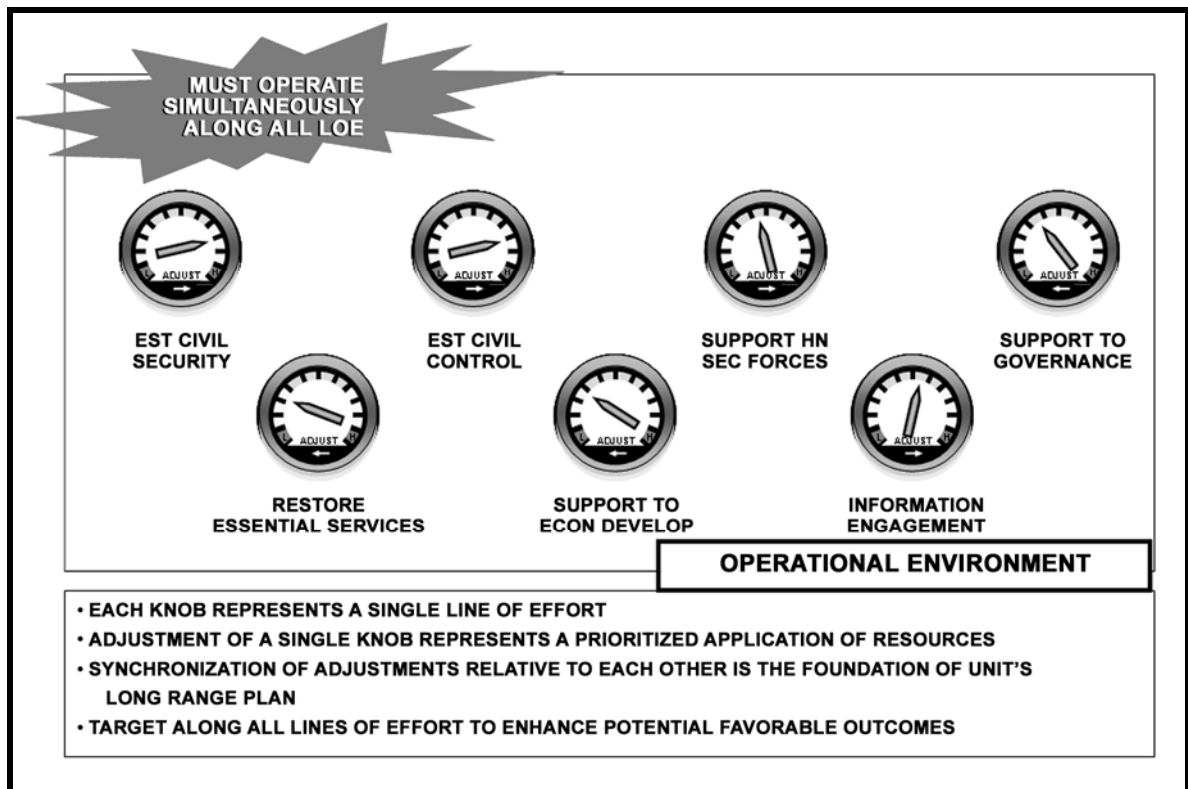 MUST OPERATE
SIMULTANEOUSLY
ALONG ALL LOE
L ADJUST H
EST CIVIL
SECURITY
L ADJUST H
EST CIVIL
CONTROL
L ADJUST H
SUPPORT HN
SEC FORCES
L ADJUST H
SUPPORT TO
GOVERNANCE
L ADJUST H
RESTORE
ESSENTIAL SERVICES
L ADJUST H
SUPPORT TO
ECON DEVELOP
L ADJUST H
INFORMATION
ENGAGEMENT
OPERATIONAL ENVIRONMENT
• EACH KNOB REPRESENTS A SINGLE LINE OF EFFORT
• ADJUSTMENT OF A SINGLE KNOB REPRESENTS A PRIORITIZED APPLICATION OF RESOURCES
• SYNCHRONIZATION OF ADJUSTMENTS RELATIVE TO EACH OTHER IS THE FOUNDATION OF UNIT'S
LONG RANGE PLAN
• TARGET ALONG ALL LINES OF EFFORT TO ENHANCE POTENTIAL FAVORABLE OUTCOMES